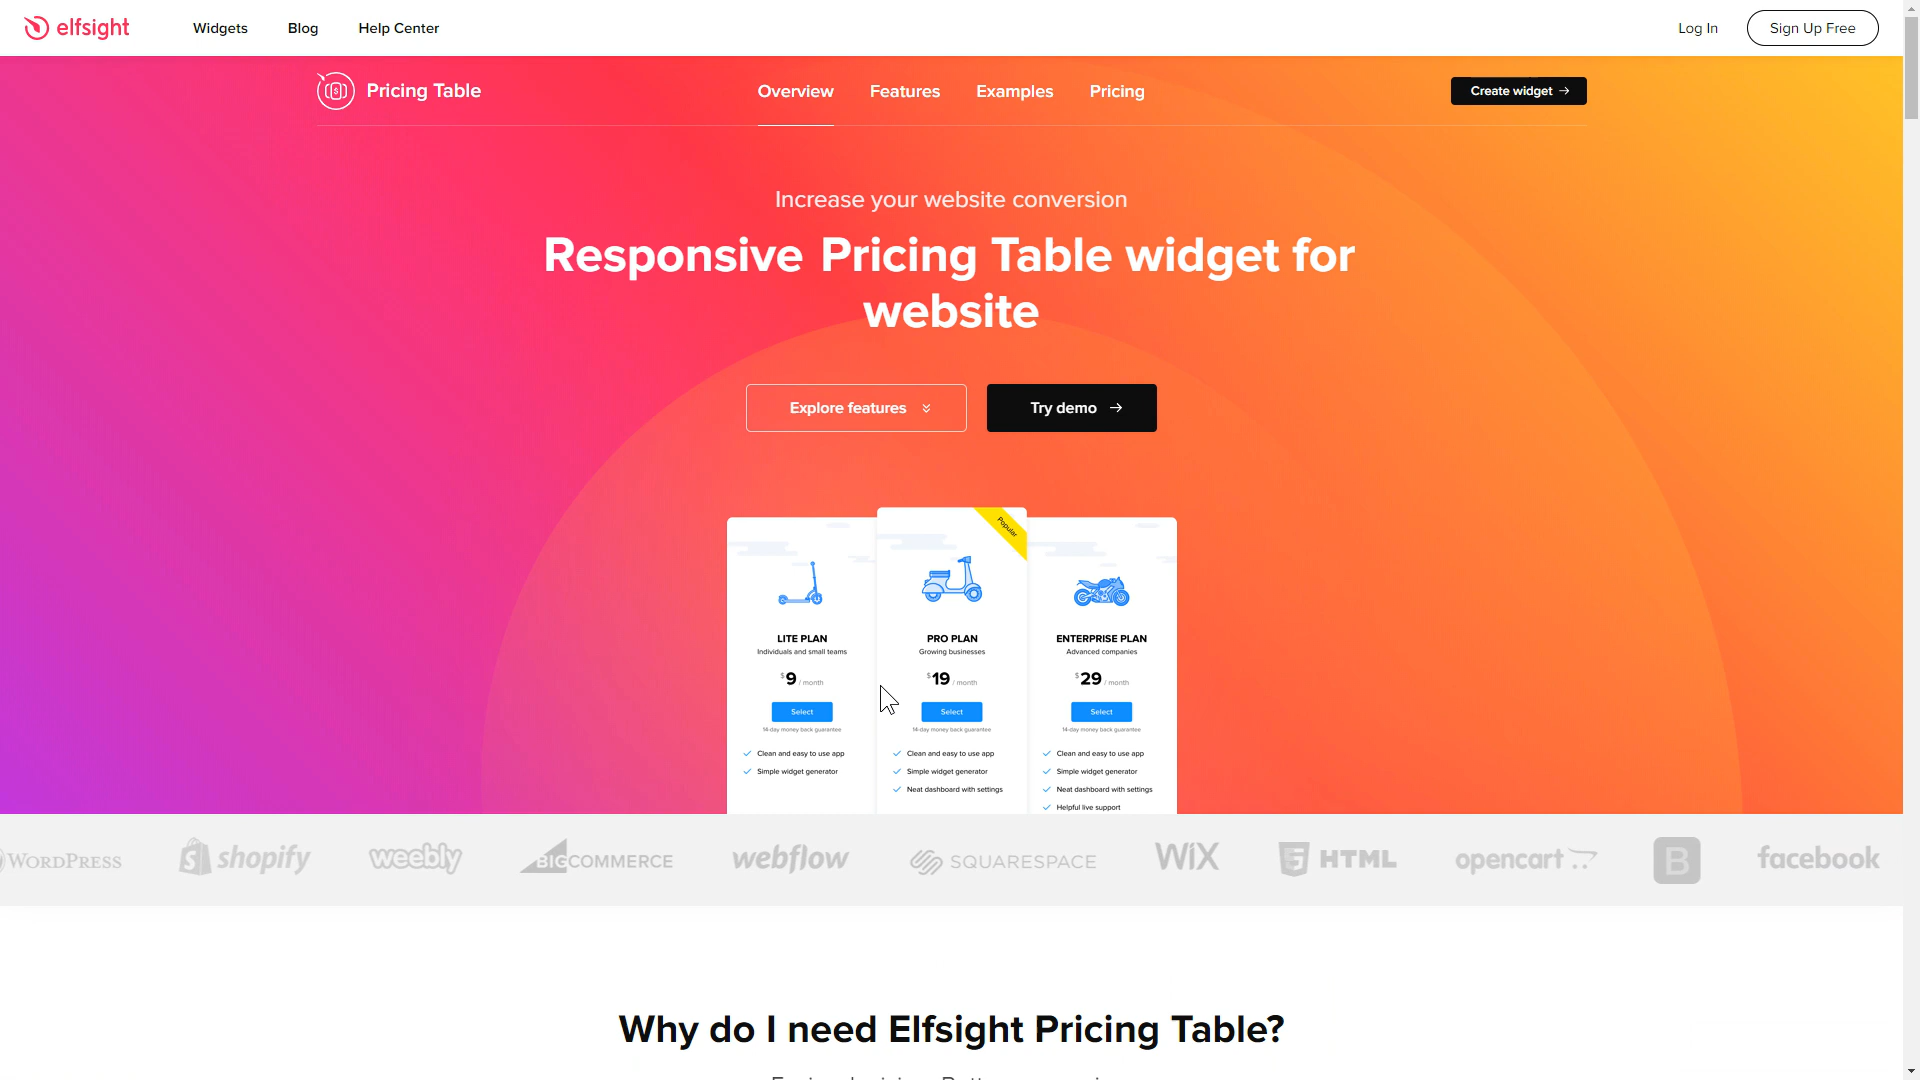 elfsight
Widgets
Blog
Help Center
Log In
Sign Up Free
Pricing Table
Overview
Features
Examples
Pricing
Create widget
Increase your website conversion
Responsive Pricing Table widget for
website
Explore features
Try demo
LITE PLAN
Individuals and small teams
$9 / month
Select
14-day money back guarantee
Clean and easy to use app
Simple widget generator
Popular
PRO PLAN
Growing businesses
$19 / month
Select
14-day money back guarantee
Clean and easy to use app
Simple widget generator
Neat dashboard with settings
ENTERPRISE PLAN
Advanced companies
$29 / month
Select
14-day money back guarantee
Clean and easy to use app
Simple widget generator
Neat dashboard with settings
Helpful live support
WORDPRESS
shopify
weebly
BIGCOMMERCE
webflow
SQUARESPACE
WiX
HTML
opencart
B
facebook
Why do I need Elfsight Pricing Table?